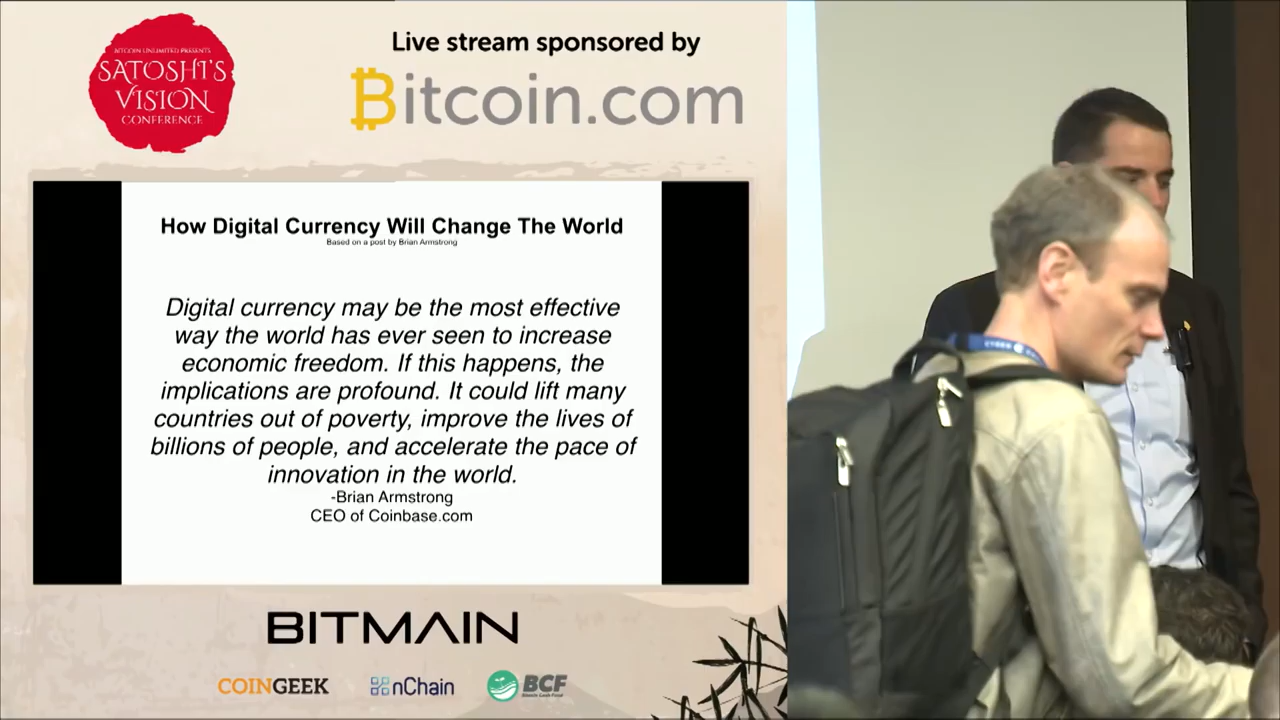 BITCOIN UNLIMITED PRESENTS
SATOSHI'S
VISION
CONFERENCE
Live stream sponsored by
Bitcoin.com
How Digital Currency Will Change The World
Based on a post by Brian Armstrong
Digital currency may be the most effective
way the world has ever seen to increase
economic freedom. If this happens, the
implications are profound. It could lift many
countries out of poverty, improve the lives of
billions of people, and accelerate the pace of
innovation in the world.
-Brian Armstrong
CEO of Coinbase.com
BITMAIN
COINGEEK
nChain
BCF